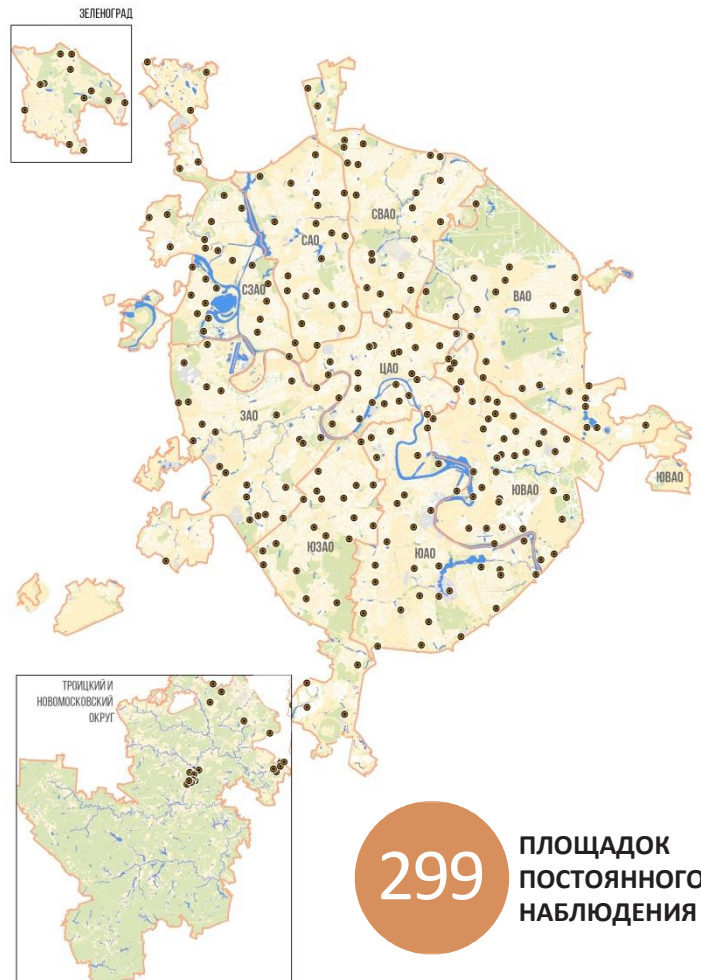 ЗЕЛЕНОГРАД
СВАО
САО
СЗАО
ВАО
ЦАО
ЗАО
ЮВАО
ЮВАО
ЮЗАО
ЮАО
ТРОИЦКИЙ И
НОВОМОСКОВСКИЙ
ОКРУГ
299
ПЛОЩАДОК
ПОСТОЯННОГО
НАБЛЮДЕНИЯ